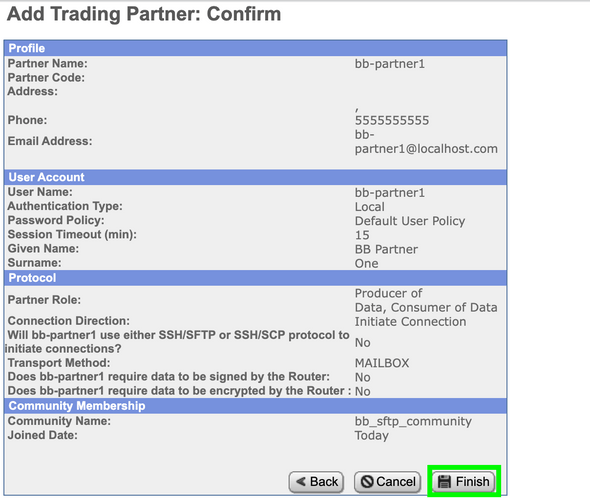 Add Trading Partner: Confirm
Profile
Partner Name: bb-partner1
Partner Code:
Address:
,
Phone: 5555555555
Email Address: bb-
partner1@localhost.com
User Account
User Name: bb-partner1
Authentication Type: Local
Password Policy: Default User Policy
Session Timeout (min): 15
Given Name: BB Partner
Surname: One
Protocol
Partner Role: Producer of
Data, Consumer of Data
Connection Direction: Initiate Connection
Will bb-partner1 use either SSH/SFTP or SSH/SCP protocol to
initiate connections? No
Transport Method: MAILBOX
Does bb-partner1 require data to be signed by the Router: No
Does bb-partner1 require data to be encrypted by the Router : No
Community Membership
Community Name: bb_sftp_community
Joined Date: Today
Back Cancel Finish